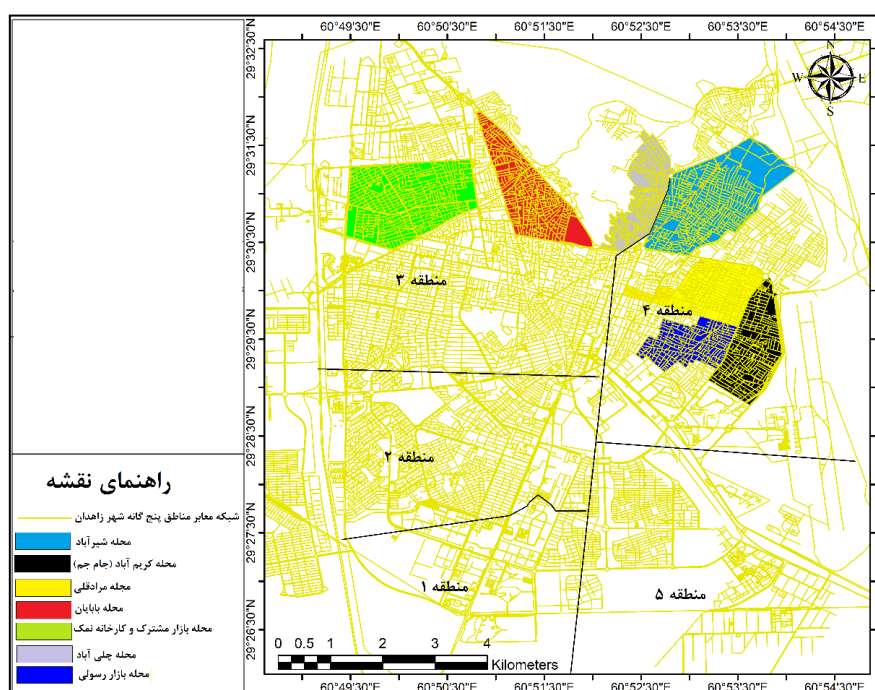 60°49'30"E 60°50'30"E 60°51'30"E 60°52'30"E 60°53'30"E 60°54'30"E
29°32'30"N
29°31'30"N
29°30'30"N
29°29'30"N
29°28'30"N
29°27'30"N
29°26'30"N
N
W E
S
منطقه ۳
منطقه ۴
منطقه ۲
منطقه ۱
منطقه ۵
راهنمای نقشه
شبکه معابر مناطق پنج گانه شهر زاهدان
محله شیرآباد
محله کریم آباد (جام جم)
محله مرادقلی
محله بابایان
محله بازار مشترک و کارخانه نمک
محله چلی آباد
محله بازار رسولی
0 0.5 1 2 3 4
Kilometers
60°49'30"E 60°50'30"E 60°51'30"E 60°52'30"E 60°53'30"E 60°54'30"E